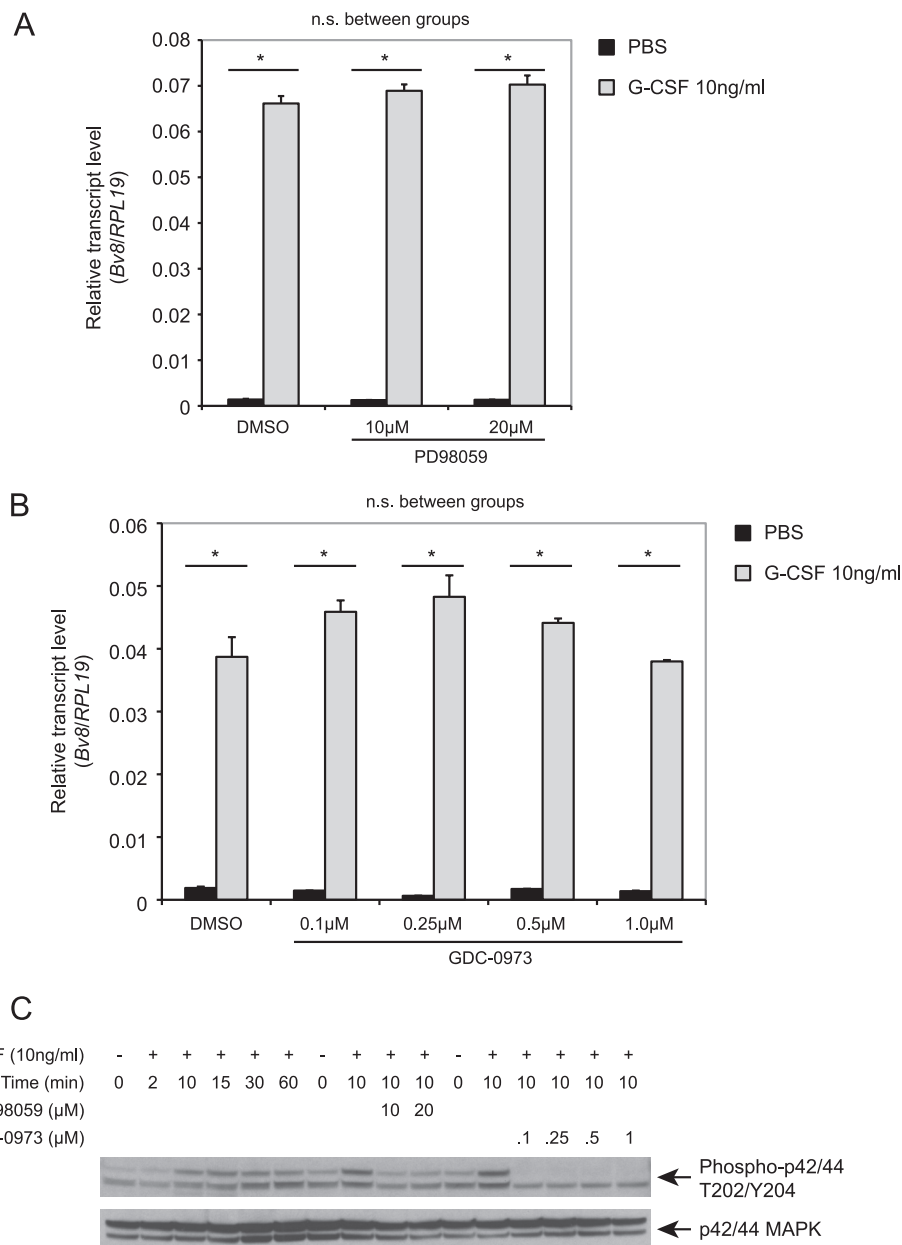 A
n.s. between groups
PBS
G-CSF 10ng/ml
Relative transcript level
(Bv8/RPL19)
0.08
0.07
0.06
0.05
0.04
0.03
0.02
0.01
0
* * *
DMSO 10µM 20µM
PD98059
B
n.s. between groups
PBS
G-CSF 10ng/ml
Relative transcript level
(Bv8/RPL19)
0.06
0.05
0.04
0.03
0.02
0.01
0
* * * * *
DMSO 0.1µM 0.25µM 0.5µM 1.0µM
GDC-0973
C
F (10ng/ml) - + + + + + - + + + - + + + + +
Time (min) 0 2 10 15 30 60 0 10 10 10 0 10 10 10 10 10
98059 (µM) 10 20
-0973 (µM) .1 .25 .5 1
Phospho-p42/44
T202/Y204
p42/44 MAPK